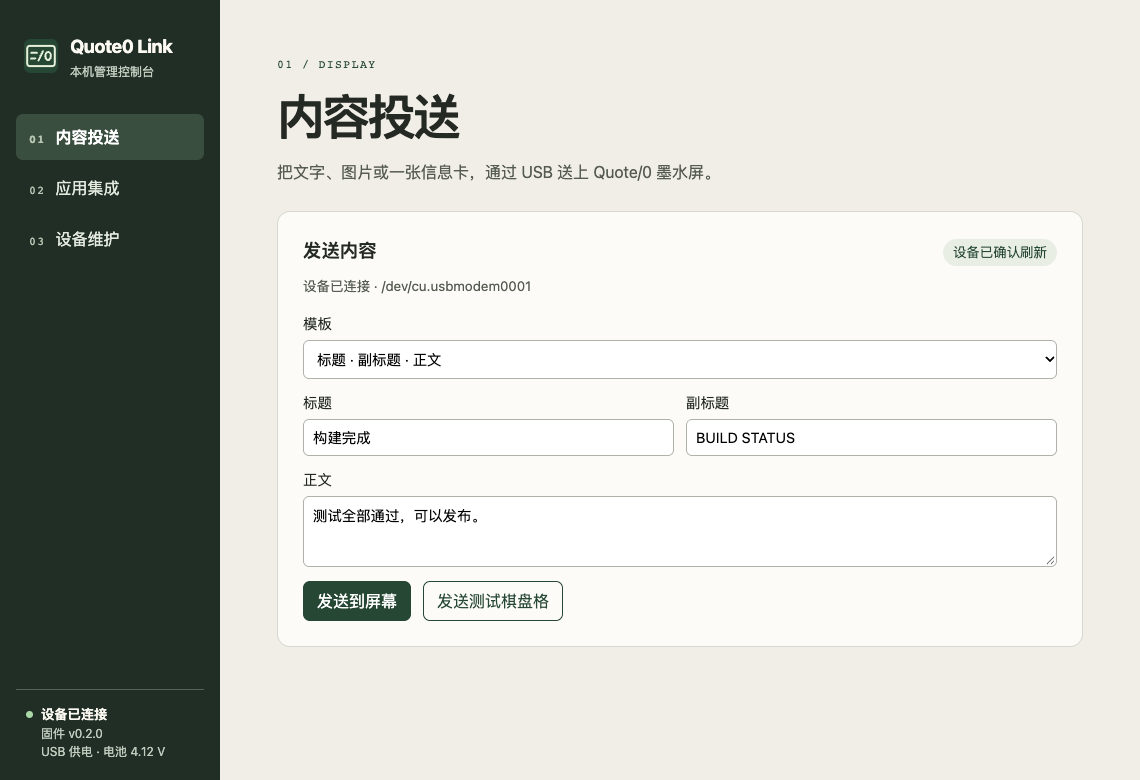 =/0
Quote0 Link
本机管理控制台
01 内容投送
02 应用集成
03 设备维护
设备已连接
固件 v0.2.0
USB 供电 · 电池 4.12 V
01 / DISPLAY
内容投送
把文字、图片或一张信息卡，通过 USB 送上 Quote/0 墨水屏。
发送内容
设备已确认刷新
设备已连接 · /dev/cu.usbmodem0001
模板
标题 · 副标题 · 正文
标题
副标题
构建完成
BUILD STATUS
正文
测试全部通过，可以发布。
发送到屏幕
发送测试棋盘格